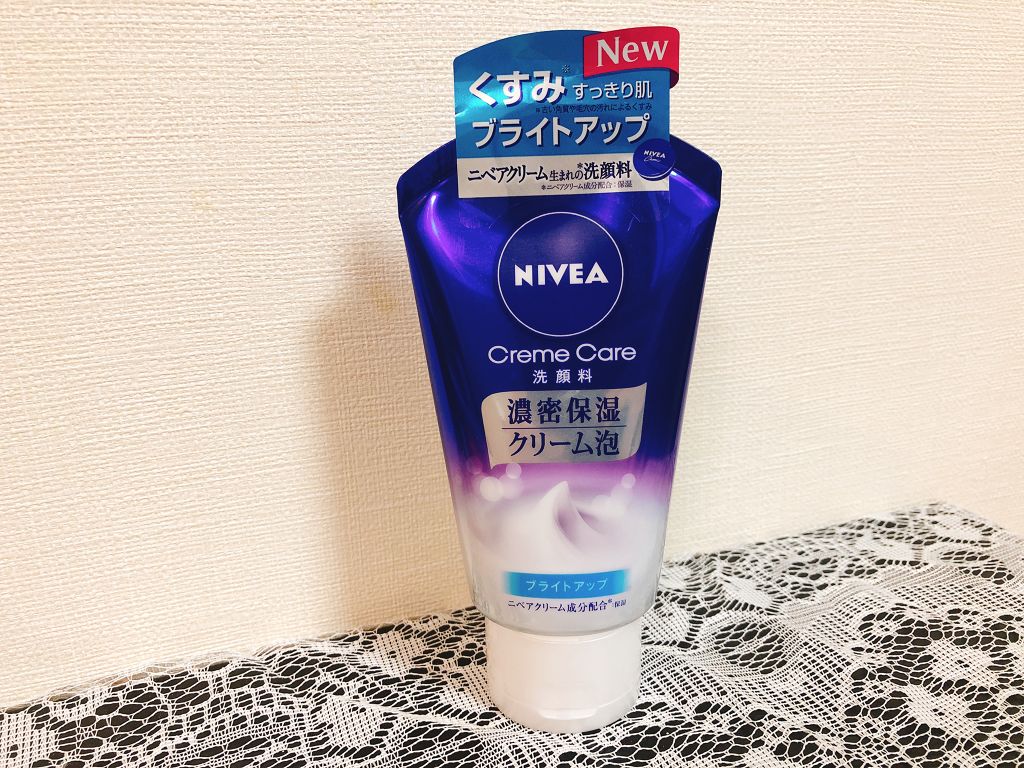 New
くすみ※すっきり肌
※古い角質や毛穴の汚れによるくすみ
ブライトアップ
NIVEA
Creme
ニベアクリーム生まれの※洗顔料
※ニベアクリーム成分配合:保湿
NIVEA
Creme Care
洗顔料
濃密保湿
クリーム泡
ブライトアップ
ニベアクリーム成分配合※:保湿